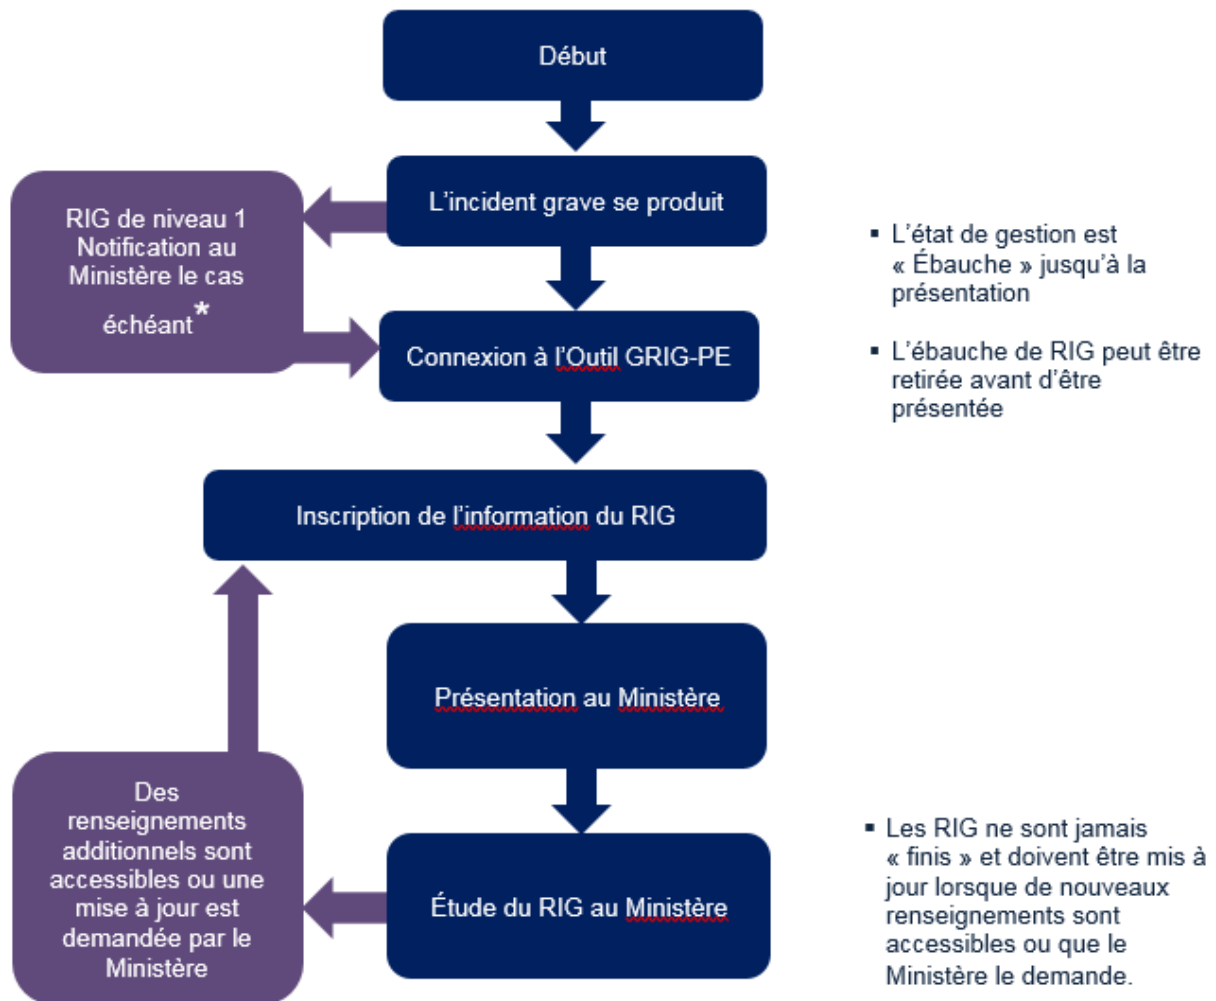 Début
L'incident grave se produit
RIG de niveau 1
Notification au
Ministère le cas
échéant*
Connexion à l'Outil GRIG-PE
▪ L'état de gestion est
« Ébauche » jusqu'à la
présentation
▪ L'ébauche de RIG peut être
retirée avant d'être
présentée
Inscription de l'information du RIG
Présentation au Ministère
Étude du RIG au Ministère
Des
renseignements
additionnels sont
accessibles ou une
mise à jour est
demandée par le
Ministère
▪ Les RIG ne sont jamais
« finis » et doivent être mis à
jour lorsque de nouveaux
renseignements sont
accessibles ou que le
Ministère le demande.